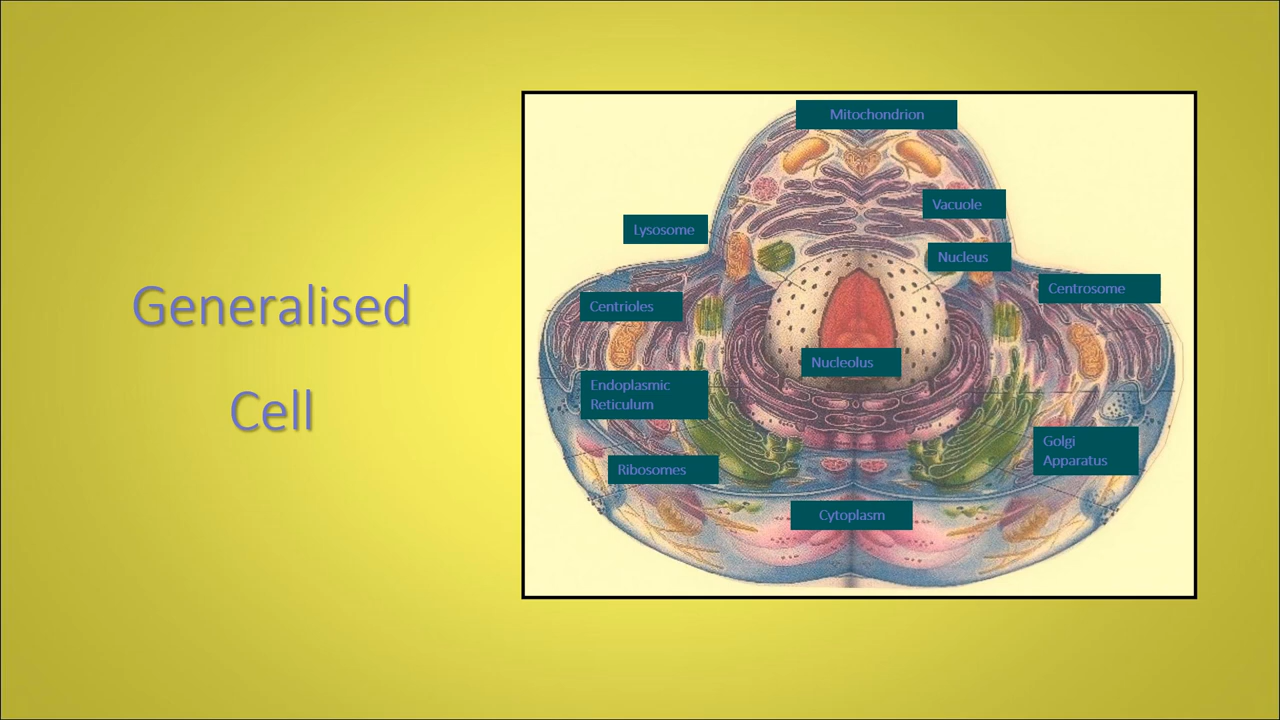 Generalised
Cell
Mitochondrion
Vacuole
Lysosome
Nucleus
Centrosome
Centrioles
Nucleolus
Endoplasmic
Reticulum
Golgi
Apparatus
Ribosomes
Cytoplasm